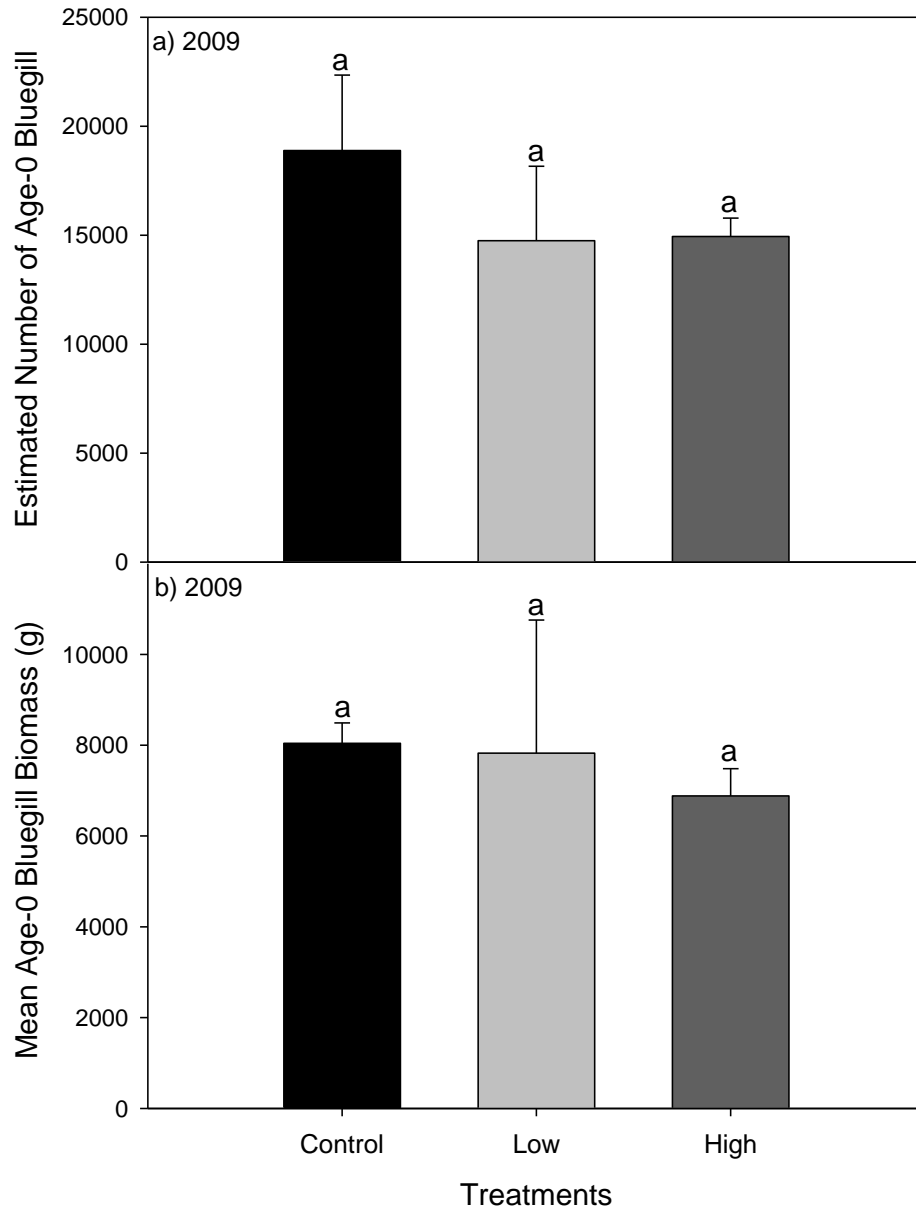 25000
a) 2009
a
20000
a
a
15000
10000
5000
0
Estimated Number of Age-0 Bluegill
b) 2009
a
10000
a
a
8000
6000
4000
2000
0
Mean Age-0 Bluegill Biomass (g)
Control Low High
Treatments